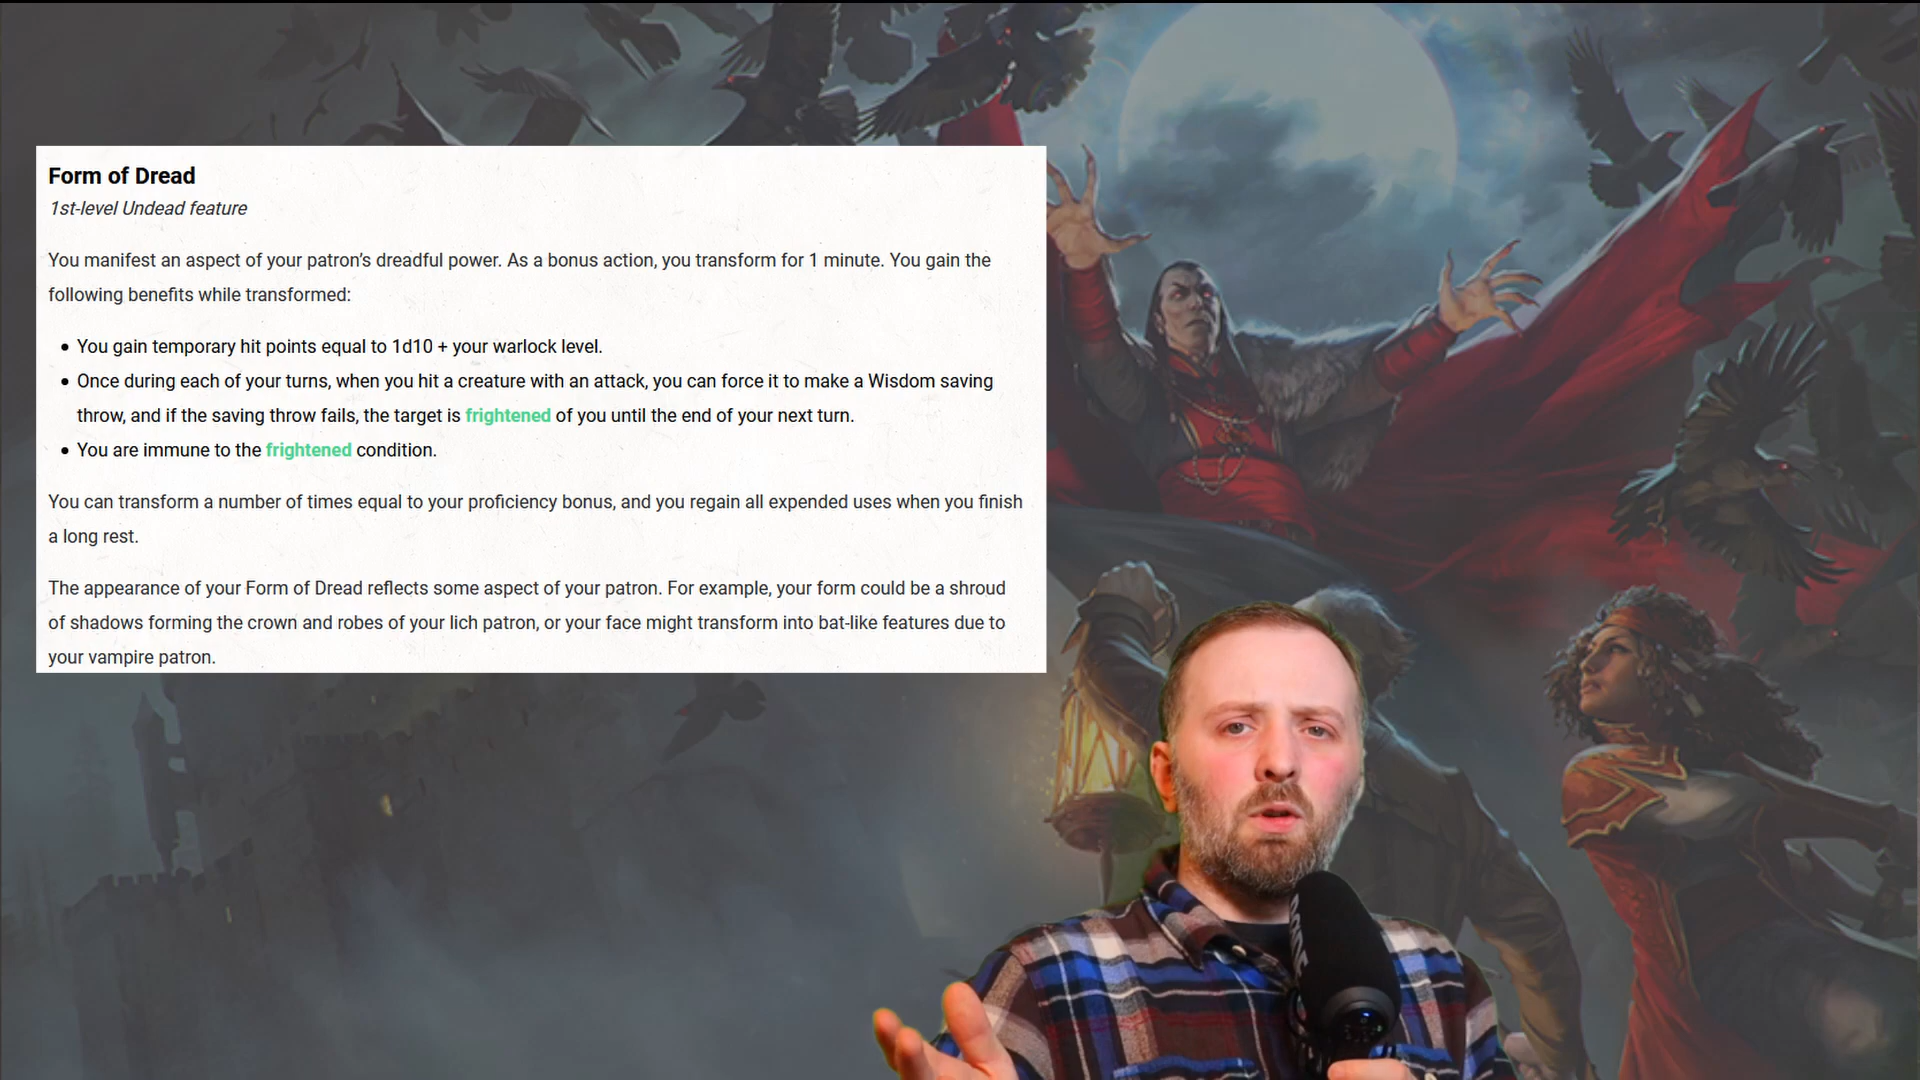 Form of Dread
1st-level Undead feature
You manifest an aspect of your patron’s dreadful power. As a bonus action, you transform for 1 minute. You gain the
following benefits while transformed:
• You gain temporary hit points equal to 1d10 + your warlock level.
• Once during each of your turns, when you hit a creature with an attack, you can force it to make a Wisdom saving
throw, and if the saving throw fails, the target is frightened of you until the end of your next turn.
• You are immune to the frightened condition.
You can transform a number of times equal to your proficiency bonus, and you regain all expended uses when you finish
a long rest.
The appearance of your Form of Dread reflects some aspect of your patron. For example, your form could be a shroud
of shadows forming the crown and robes of your lich patron, or your face might transform into bat-like features due to
your vampire patron.